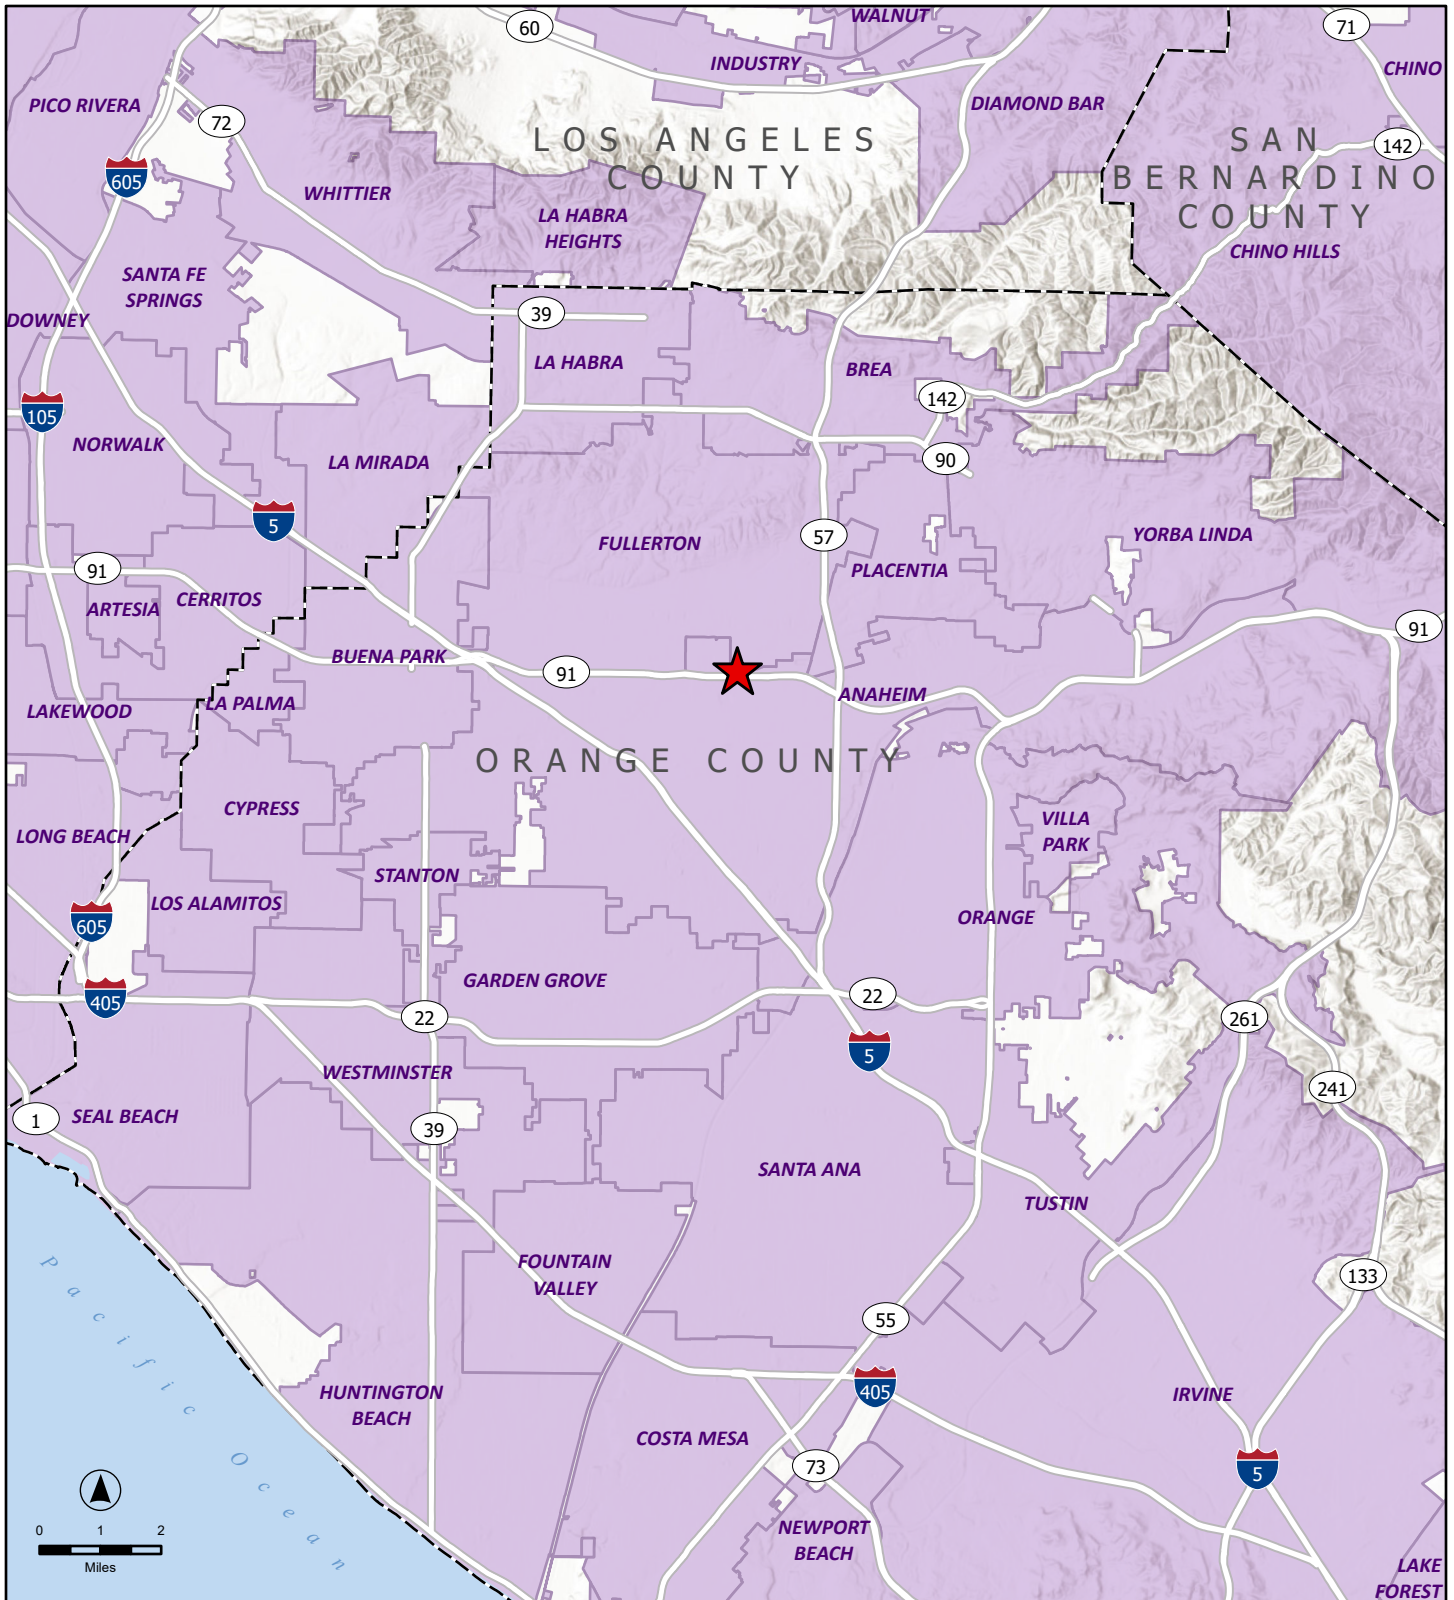 WALNUT
60
71
INDUSTRY
CHINO
PICO RIVERA
DIAMOND BAR
72
LOS ANGELES
COUNTY
SAN
BERNARDINO
COUNTY
142
605
WHITTIER
LA HABRA
HEIGHTS
CHINO HILLS
SANTA FE
SPRINGS
DOWNEY
39
LA HABRA
BREA
142
105
NORWALK
LA MIRADA
90
5
57
FULLERTON
YORBA LINDA
91
PLACENTIA
ARTESIA
CERRITOS
91
BUENA PARK
91
ANAHEIM
LA PALMA
LAKEWOOD
ORANGE COUNTY
CYPRESS
VILLA
PARK
LONG BEACH
STANTON
LOS ALAMITOS
605
ORANGE
GARDEN GROVE
405
22
22
261
5
WESTMINSTER
241
SEAL BEACH
1
39
SANTA ANA
TUSTIN
FOUNTAIN
VALLEY
133
55
Pacific Ocean
405
HUNTINGTON
BEACH
IRVINE
COSTA MESA
73
5
NEWPORT
BEACH
0 1 2
Miles
LAKE
FOREST